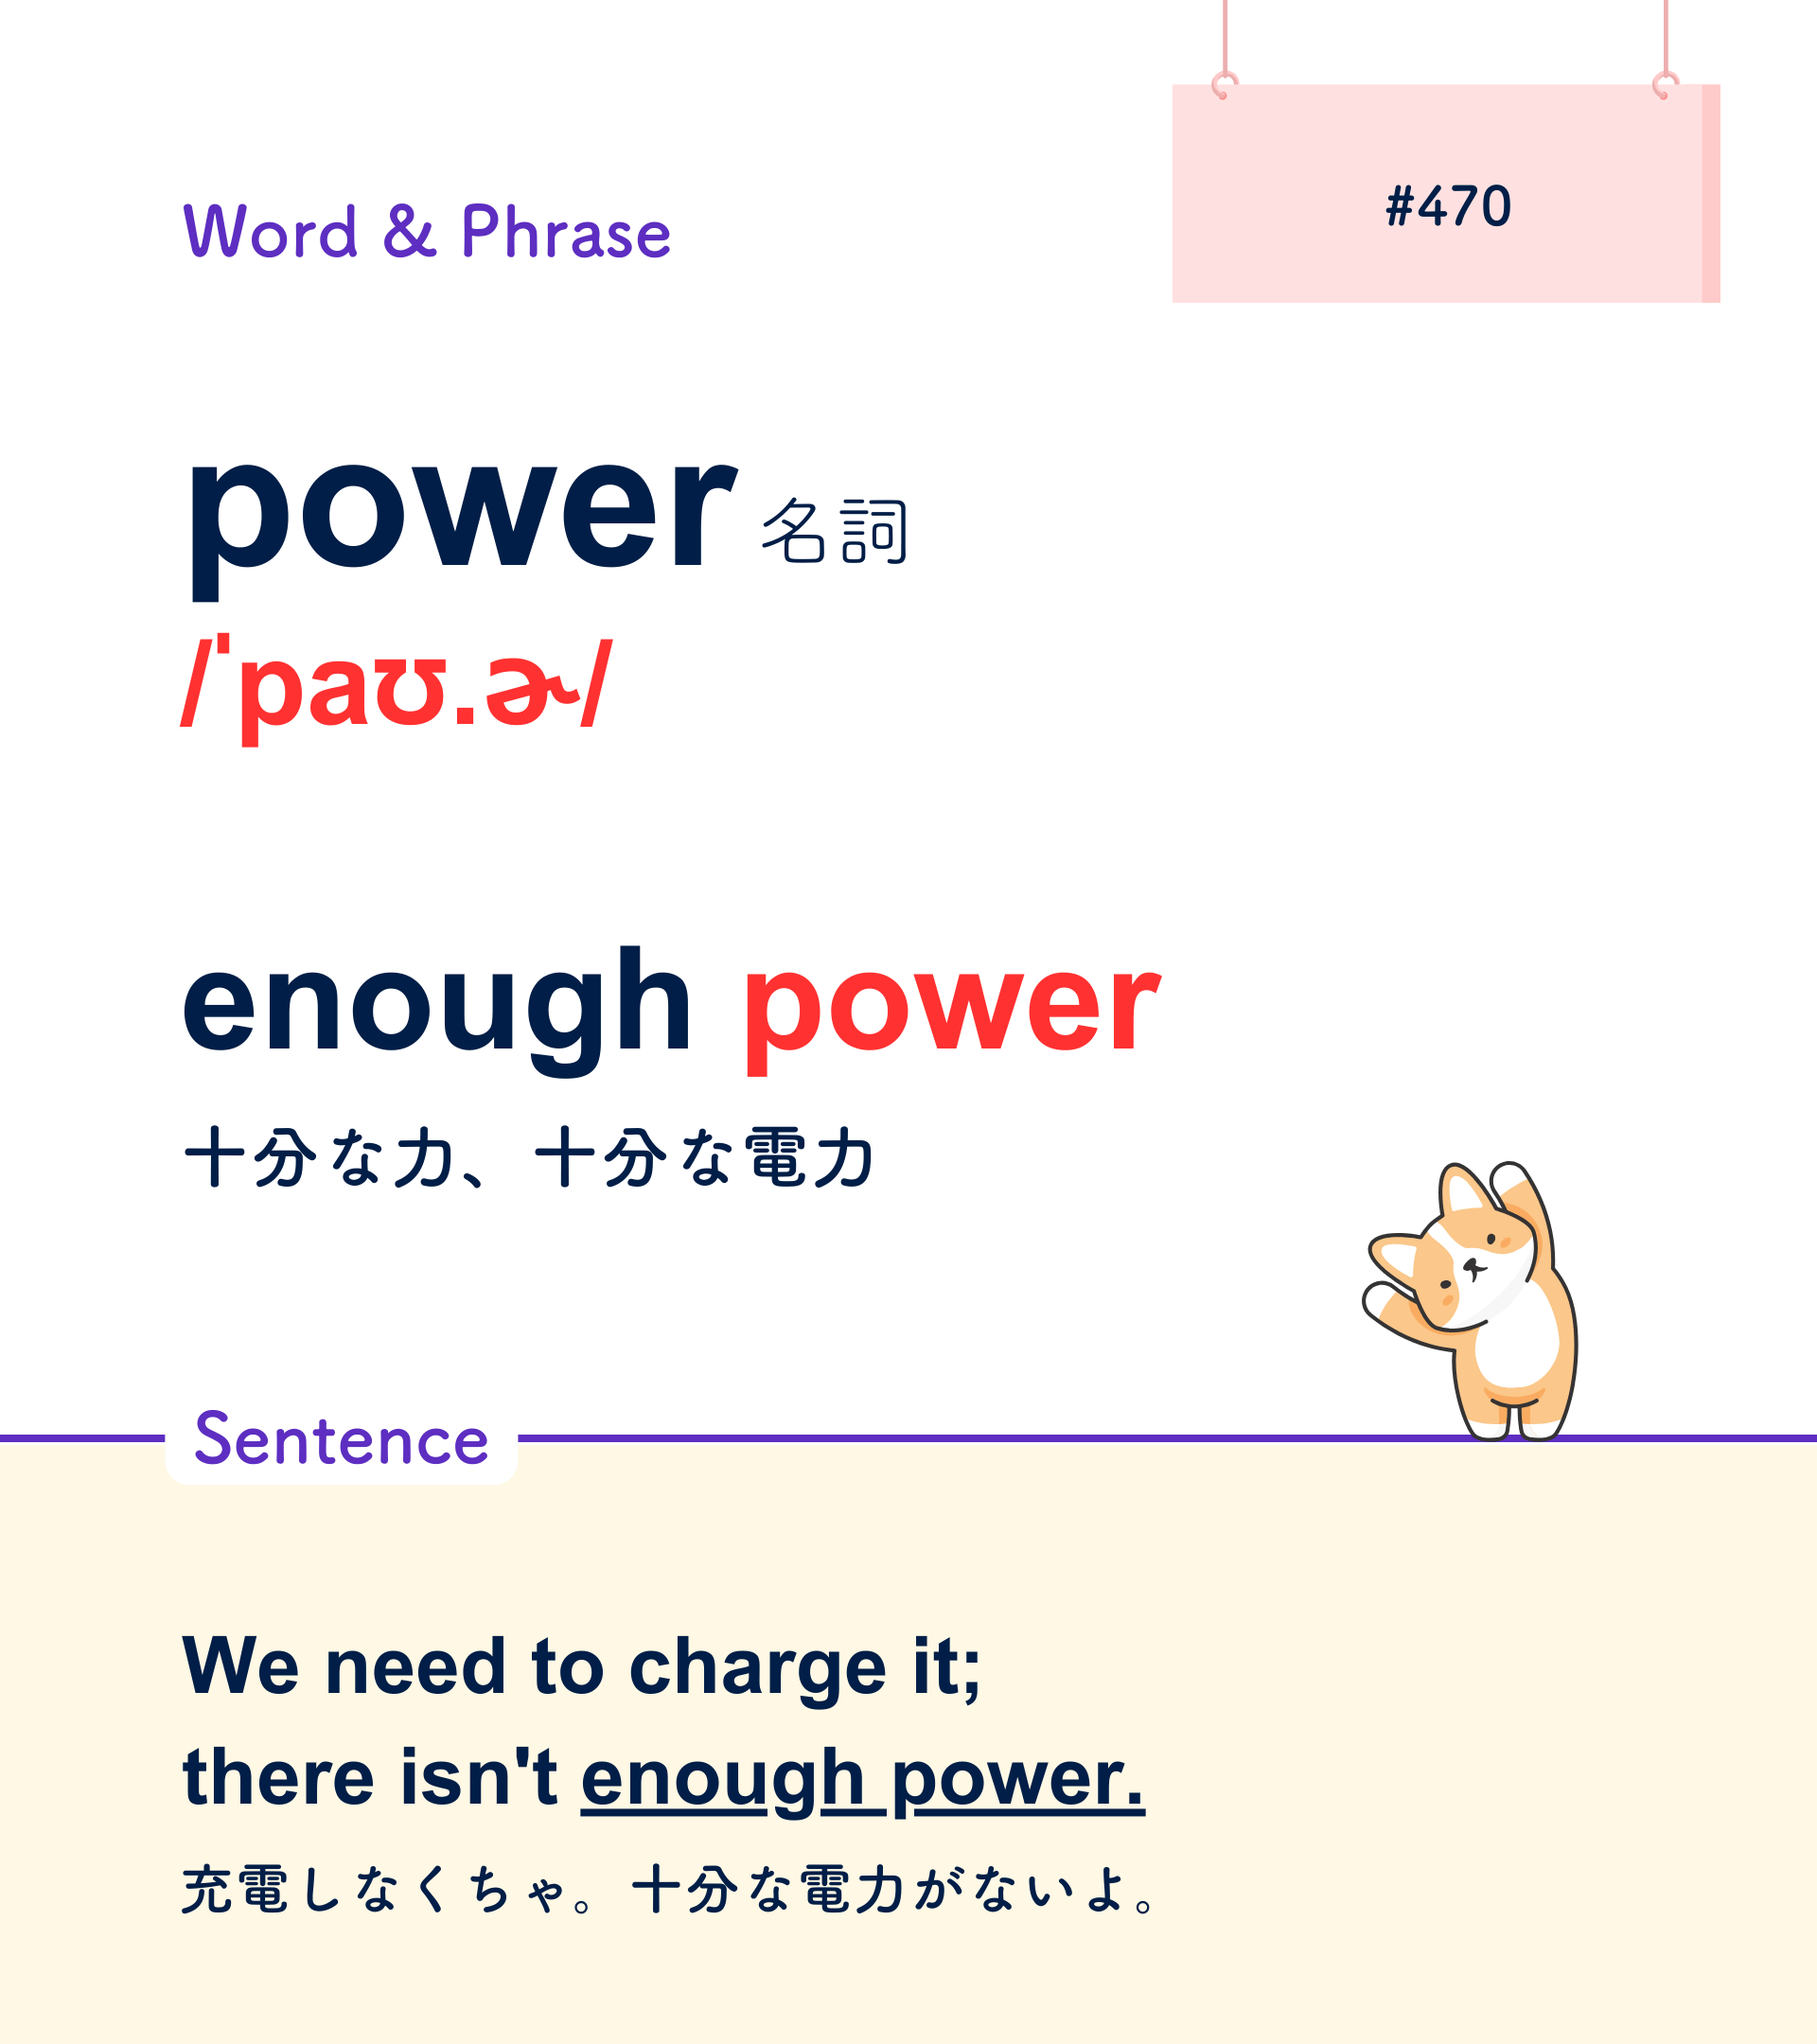 #470
Word & Phrase
power 名詞
/ˈpaʊ.ɚ/
enough power
十分な力、十分な電力
Sentence
We need to charge it;
there isn't enough power.
充電しなくちゃ。十分な電力がないよ。